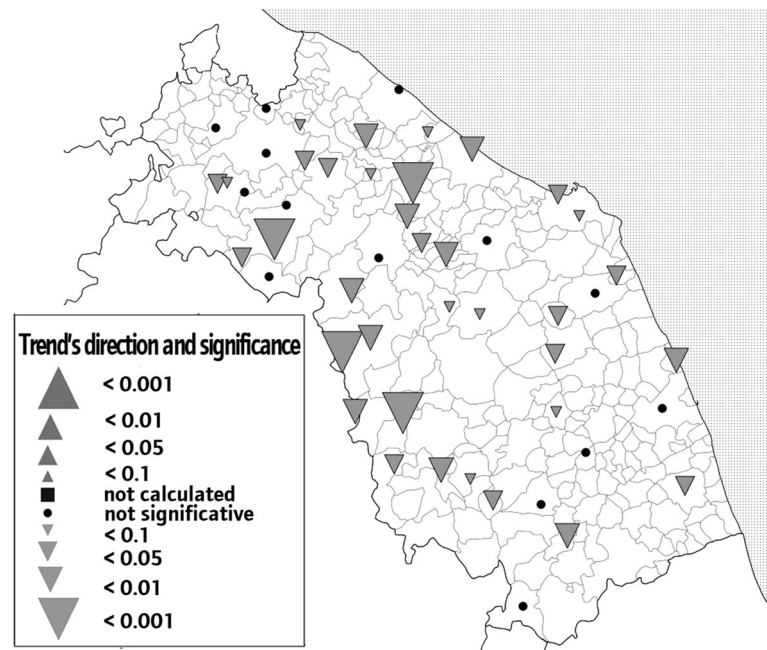 Trend's direction and significance
< 0.001
< 0.01
< 0.05
< 0.1
not calculated
not significative
< 0.1
< 0.05
< 0.01
< 0.001